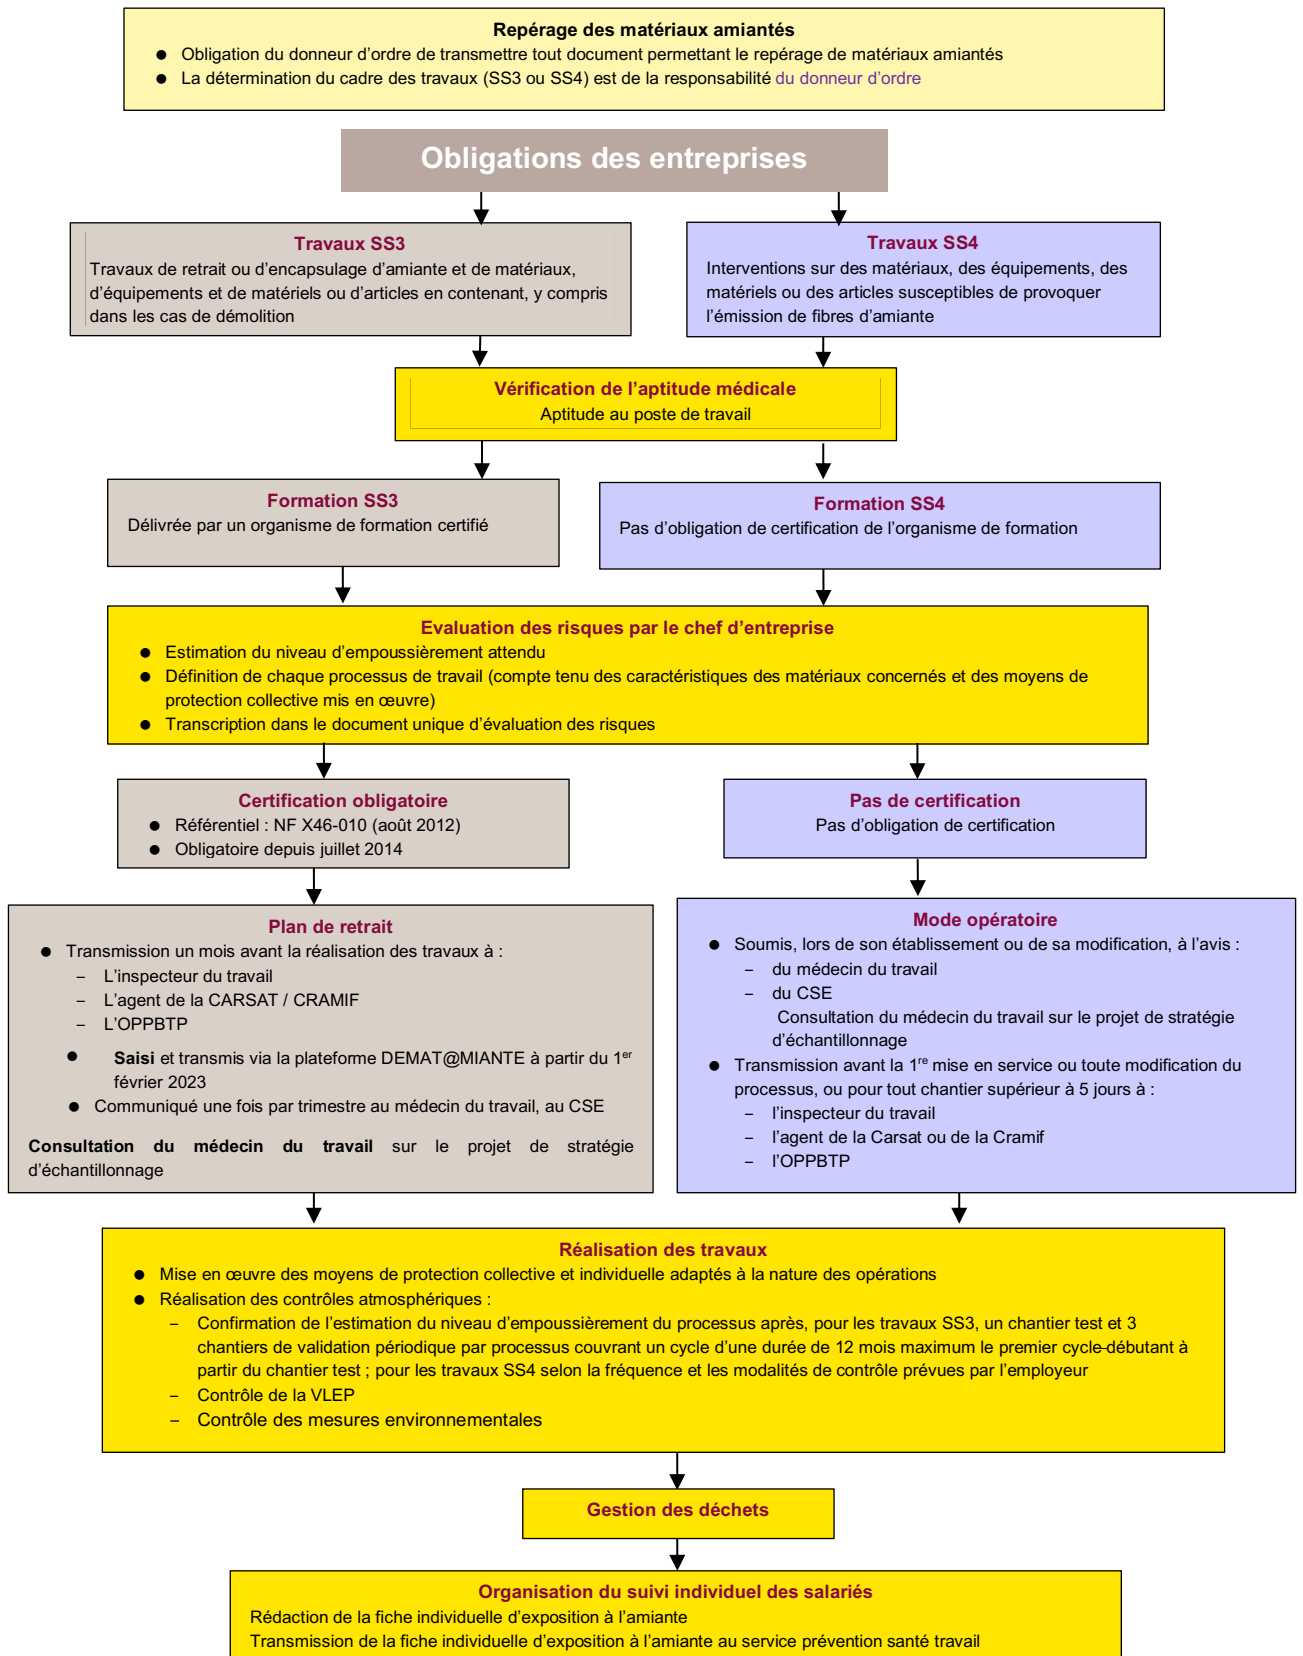 Repérage des matériaux amiantés
● Obligation du donneur d’ordre de transmettre tout document permettant le repérage de matériaux amiantés
● La détermination du cadre des travaux (SS3 ou SS4) est de la responsabilité du donneur d’ordre
Obligations des entreprises
Travaux SS3
Travaux de retrait ou d’encapsulage d’amiante et de matériaux,
d’équipements et de matériels ou d’articles en contenant, y compris
dans les cas de démolition
Travaux SS4
Interventions sur des matériaux, des équipements, des
matériels ou des articles susceptibles de provoquer
l’émission de fibres d’amiante
Vérification de l’aptitude médicale
Aptitude au poste de travail
Formation SS3
Délivrée par un organisme de formation certifié
Formation SS4
Pas d’obligation de certification de l’organisme de formation
Evaluation des risques par le chef d’entreprise
● Estimation du niveau d’empoussièrement attendu
● Définition de chaque processus de travail (compte tenu des caractéristiques des matériaux concernés et des moyens de
protection collective mis en œuvre)
● Transcription dans le document unique d’évaluation des risques
Certification obligatoire
● Référentiel : NF X46-010 (août 2012)
● Obligatoire depuis juillet 2014
Pas de certification
Pas d’obligation de certification
Plan de retrait
● Transmission un mois avant la réalisation des travaux à :
– L’inspecteur du travail
– L’agent de la CARSAT / CRAMIF
– L’OPPBTP
● Saisi et transmis via la plateforme DEMAT@MIANTE à partir du 1er
février 2023
● Communiqué une fois par trimestre au médecin du travail, au CSE
Consultation du médecin du travail sur le projet de stratégie
d’échantillonnage
Mode opératoire
● Soumis, lors de son établissement ou de sa modification, à l’avis :
– du médecin du travail
– du CSE
Consultation du médecin du travail sur le projet de stratégie
d’échantillonnage
● Transmission avant la 1re mise en service ou toute modification du
processus, ou pour tout chantier supérieur à 5 jours à :
– l’inspecteur du travail
– l’agent de la Carsat ou de la Cramif
– l’OPPBTP
Réalisation des travaux
● Mise en œuvre des moyens de protection collective et individuelle adaptés à la nature des opérations
● Réalisation des contrôles atmosphériques :
– Confirmation de l’estimation du niveau d’empoussièrement du processus après, pour les travaux SS3, un chantier test et 3
chantiers de validation périodique par processus couvrant un cycle d’une durée de 12 mois maximum le premier cycle débutant à
partir du chantier test ; pour les travaux SS4 selon la fréquence et les modalités de contrôle prévues par l’employeur
– Contrôle de la VLEP
– Contrôle des mesures environnementales
Gestion des déchets
Organisation du suivi individuel des salariés
Rédaction de la fiche individuelle d’exposition à l’amiante
Transmission de la fiche individuelle d’exposition à l’amiante au service prévention santé travail